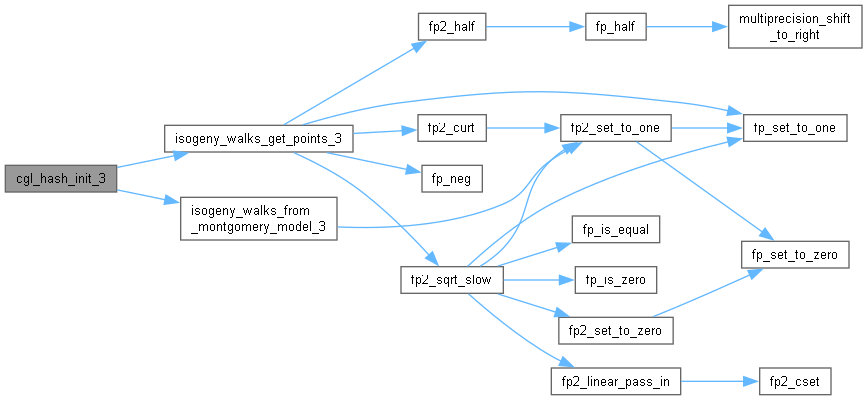 fp2_half
fp_half
multiprecision_shift
_to_right
isogeny_walks_get_points_3
fp2_curt
fp2_set_to_one
fp_set_to_one
cgl_hash_init_3
fp_neg
isogeny_walks_from
_montgomery_model_3
fp_is_equal
fp_set_to_zero
fp2_sqrt_slow
fp_is_zero
fp2_set_to_zero
fp2_linear_pass_in
fp2_cset